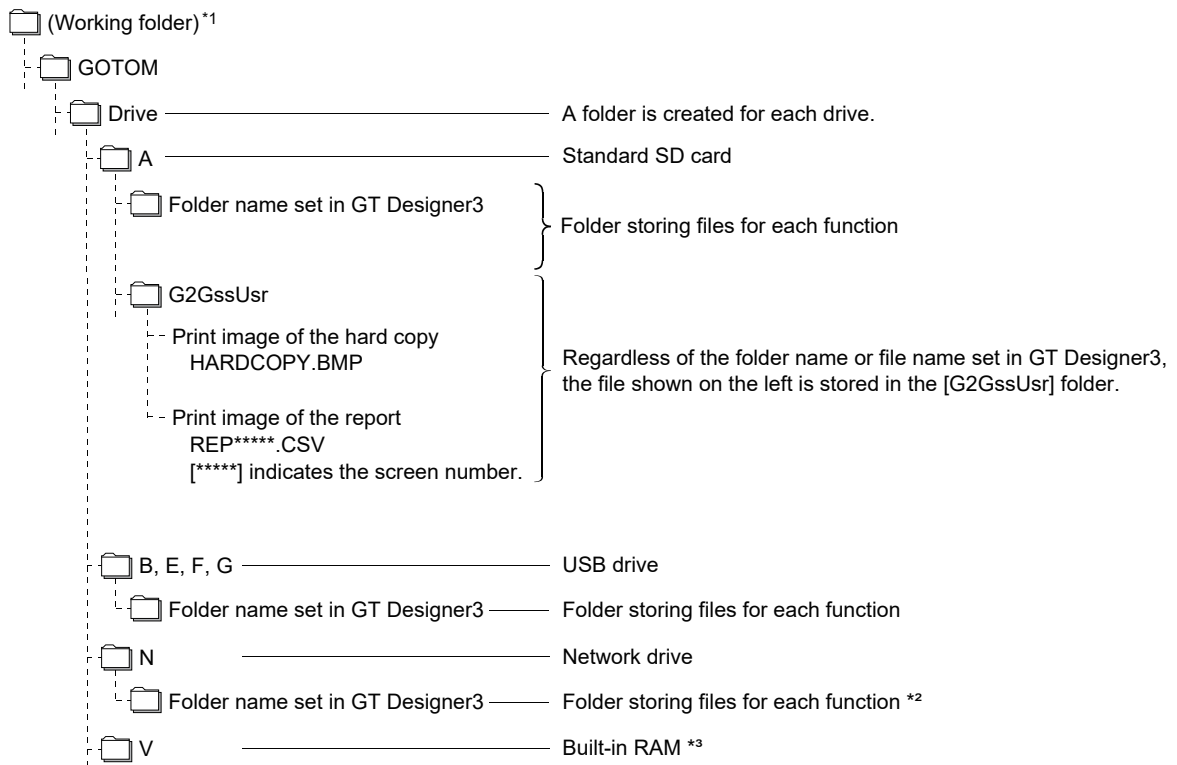 (Working folder)*1
GOTOM
Drive A folder is created for each drive.
A Standard SD card
Folder name set in GT Designer3
Folder storing files for each function
G2GssUsr
Print image of the hard copy
HARDCOPY.BMP
Regardless of the folder name or file name set in GT Designer3,
the file shown on the left is stored in the [G2GssUsr] folder.
Print image of the report
REP*****.CSV
[*****] indicates the screen number.
B, E, F, G USB drive
Folder name set in GT Designer3 Folder storing files for each function
N Network drive
Folder name set in GT Designer3 Folder storing files for each function *²
V Built-in RAM *³